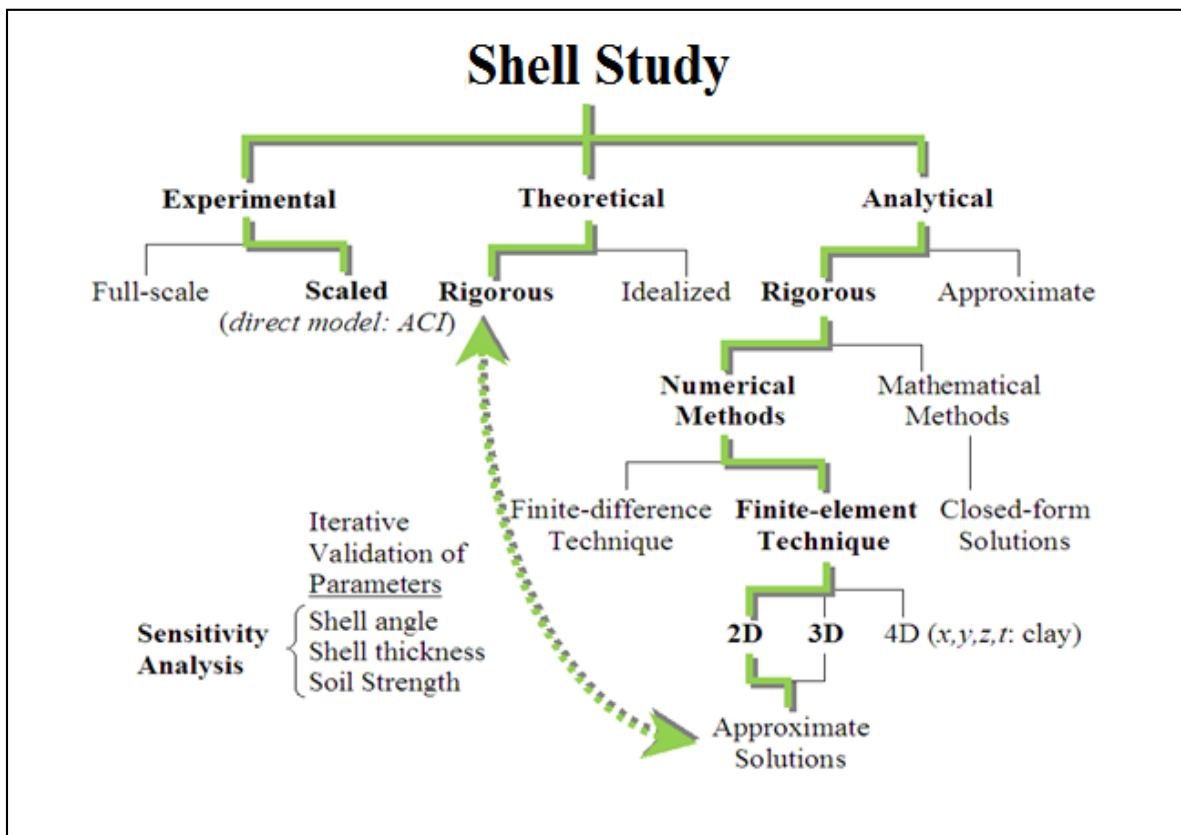 Shell Study
Experimental
Theoretical
Analytical
Full-scale
Scaled
(direct model: ACI)
Rigorous
Idealized
Rigorous
Approximate
Numerical
Methods
Mathematical
Methods
Finite-difference
Technique
Finite-element
Technique
Closed-form
Solutions
Iterative
Validation of
Parameters
Sensitivity
Analysis
Shell angle
Shell thickness
Soil Strength
2D
3D
4D (x,y,z,t: clay)
Approximate
Solutions